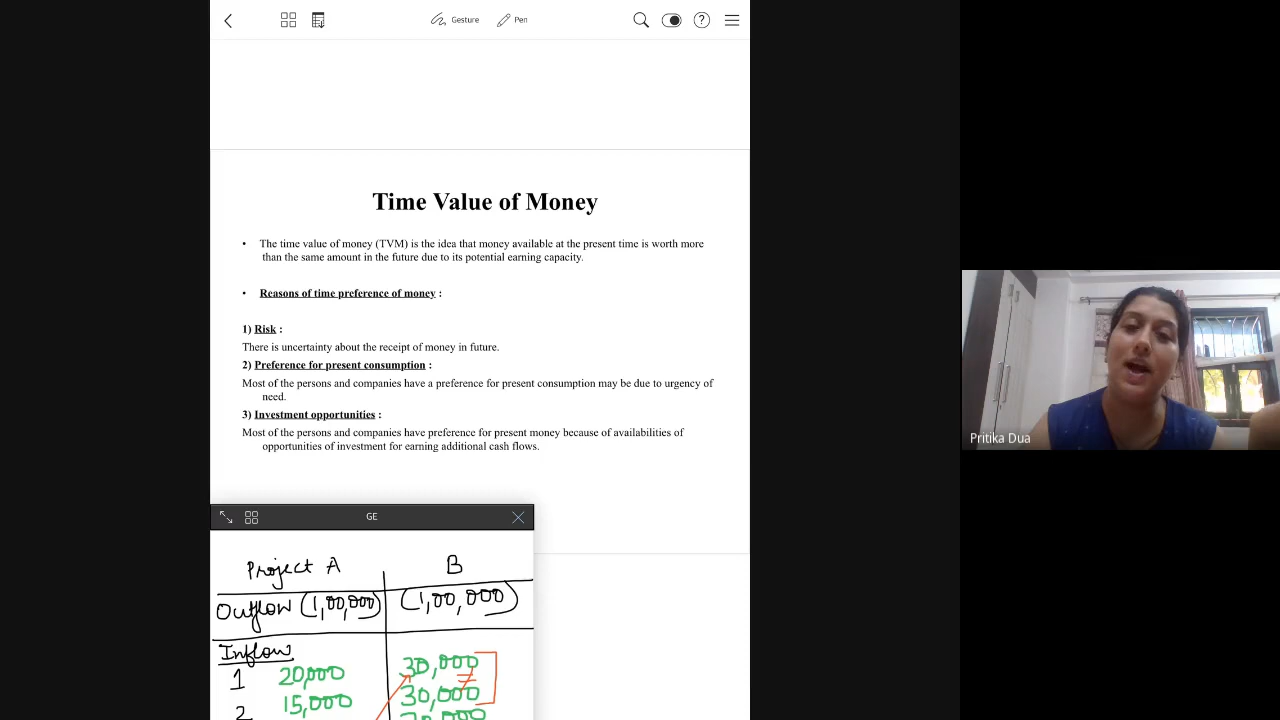 Gesture Pen
Time Value of Money
• The time value of money (TVM) is the idea that money available at the present time is worth more
than the same amount in the future due to its potential earning capacity.
• Reasons of time preference of money :
1) Risk :
There is uncertainty about the receipt of money in future.
2) Preference for present consumption :
Most of the persons and companies have a preference for present consumption may be due to urgency of
need.
3) Investment opportunities :
Most of the persons and companies have preference for present money because of availabilities of
opportunities of investment for earning additional cash flows.
GE
Project A B
Outflow (1,00,000) (1,00,000)
Inflow
1 20,000 30,000
≠
2 15,000 30,000
Pritika Dua